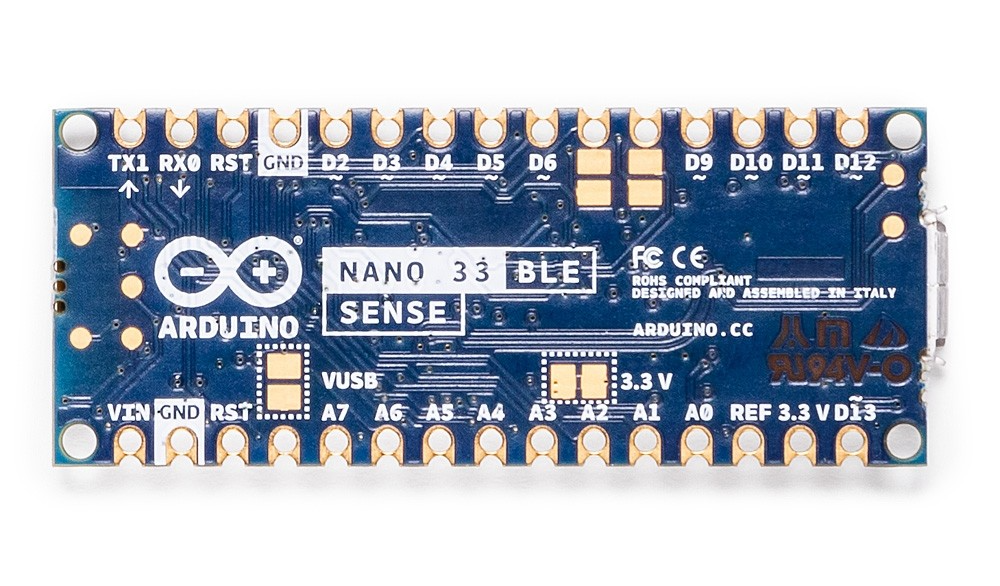 TX1 RX0 RST GND D2 D3 D4 D5 D6 D9 D10 D11 D12
~ ~ ~ ~ ~ ~ ~ ~ ~
ARDUINO
NANO 33 BLE
SENSE
FC CE
ROHS COMPLIANT
DESIGNED AND ASSEMBLED IN ITALY
ARDUINO.CC
94V-0
VUSB
3.3 V
VIN GND RST A7 A6 A5 A4 A3 A2 A1 A0 REF 3.3 V D13